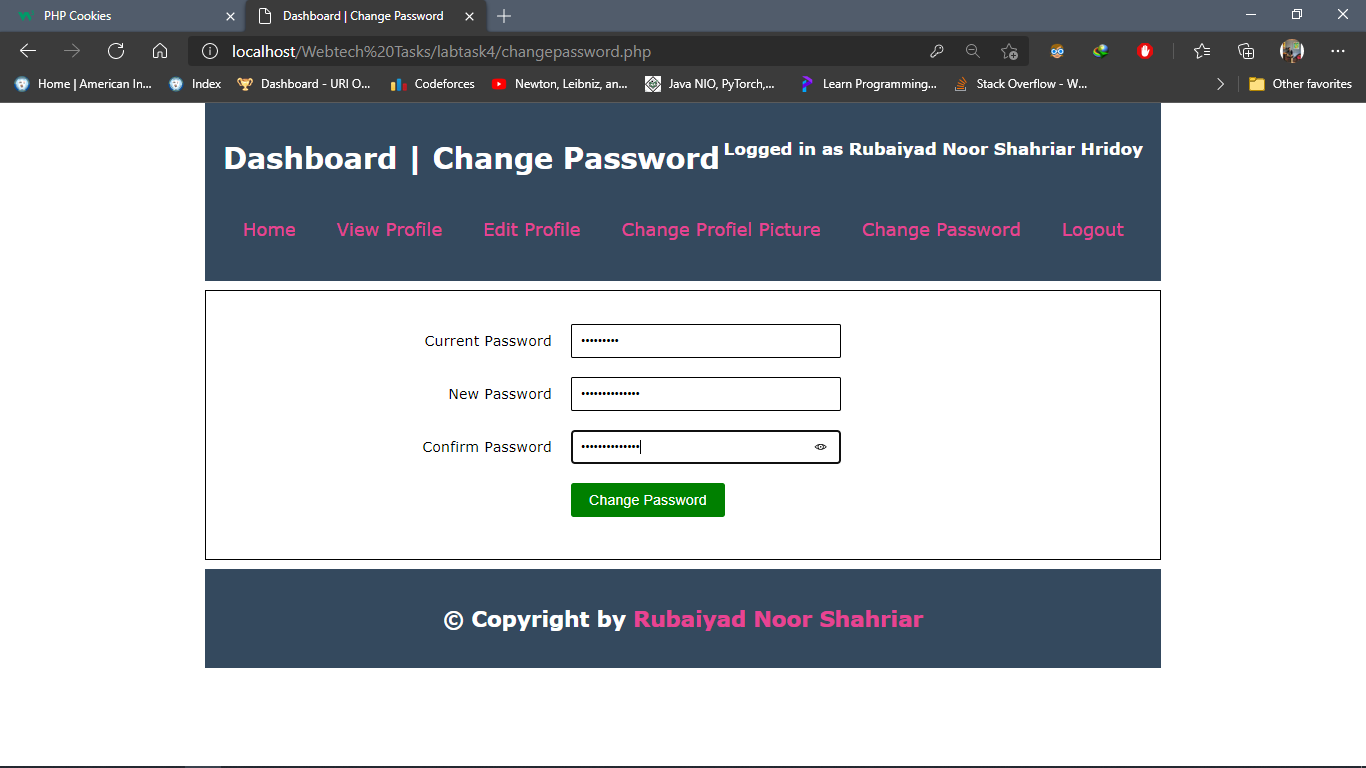 PHP Cookies
Dashboard | Change Password
localhost/Webtech%20Tasks/labtask4/changepassword.php
Home | American In... Index Dashboard - URI O... Codeforces Newton, Leibniz, an... Java NIO, PyTorch,... Learn Programming... Stack Overflow - W... Other favorites
Dashboard | Change Password Logged in as Rubaiyad Noor Shahriar Hridoy
Home View Profile Edit Profile Change Profiel Picture Change Password Logout
Current Password
New Password
Confirm Password
Change Password
© Copyright by Rubaiyad Noor Shahriar